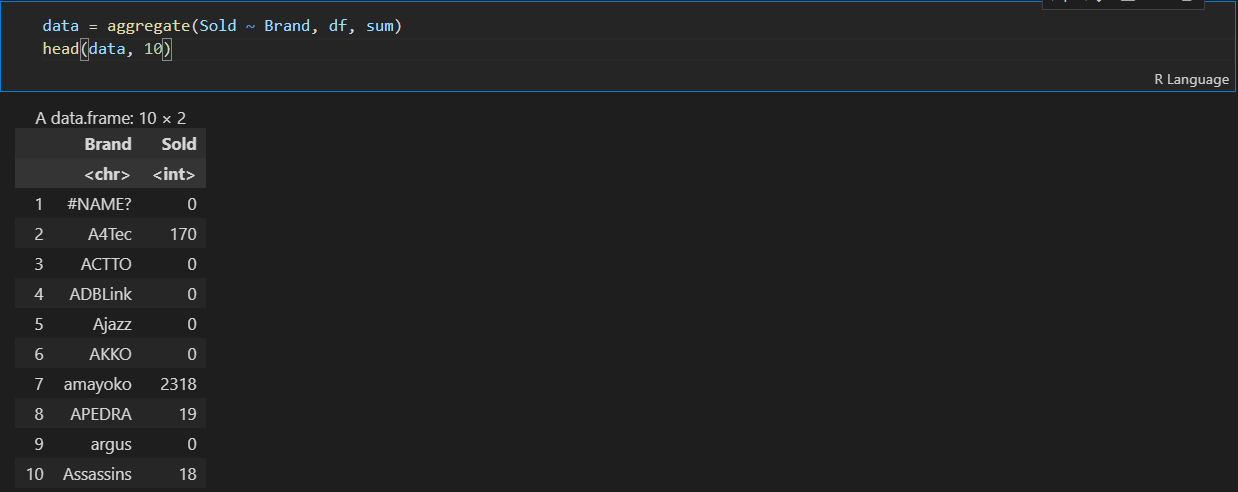 data = aggregate(Sold ~ Brand, df, sum)
head(data, 10)
R Language
A data.frame: 10 × 2
Brand Sold
<chr> <int>
1 #NAME? 0
2 A4Tec 170
3 ACTTO 0
4 ADBLink 0
5 Ajazz 0
6 AKKO 0
7 amayoko 2318
8 APEDRA 19
9 argus 0
10 Assassins 18